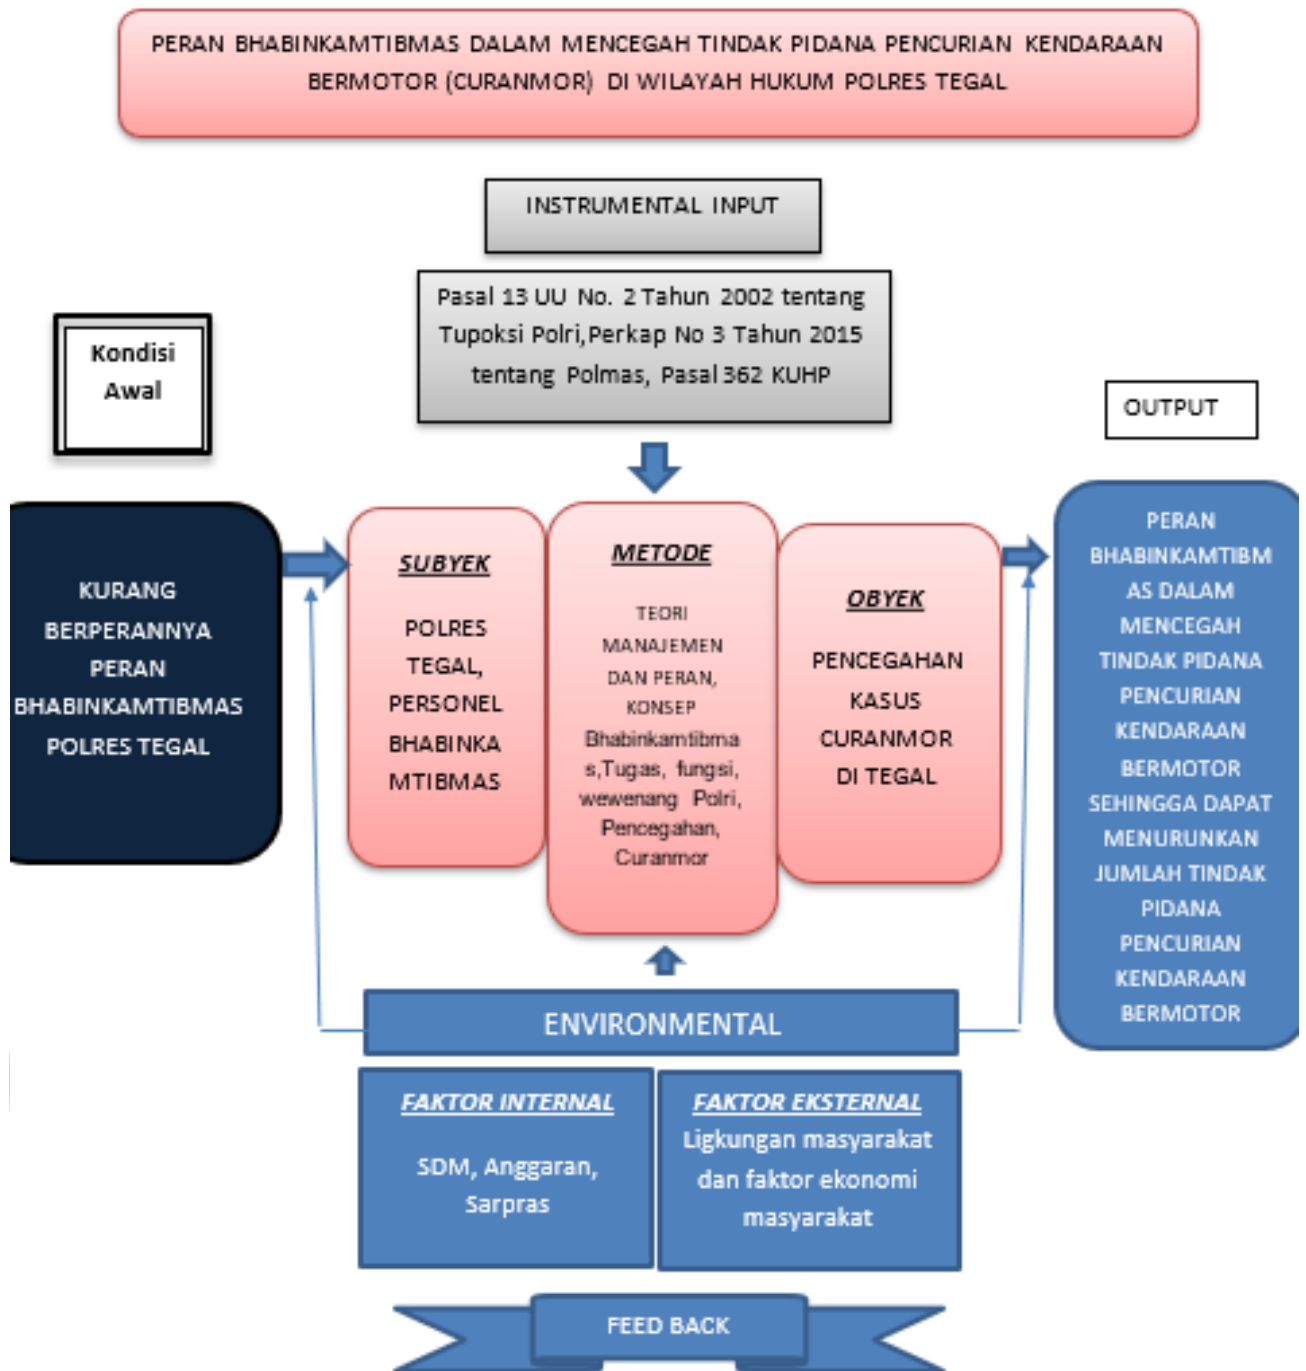 PERAN BHABINKAMTIBMAS DALAM MENCEGAH TINDAK PIDANA PENCURIAN KENDARAAN
BERMOTOR (CURANMOR) DI WILAYAH HUKUM POLRES TEGAL
INSTRUMENTAL INPUT
Pasal 13 UU No. 2 Tahun 2002 tentang
Tupoksi Polri,Perkap No 3 Tahun 2015
tentang Polmas, Pasal 362 KUHP
Kondisi
Awal
OUTPUT
KURANG
BERPERANNYA
PERAN
BHABINKAMTIBMAS
POLRES TEGAL
SUBYEK
POLRES
TEGAL,
PERSONEL
BHABINKA
MTIBMAS
METODE
TEORI
MANAJEMEN
DAN PERAN,
KONSEP
Bhabinkamtibma
s,Tugas, fungsi,
wewenang Polri,
Pencegahan,
Curanmor
OBYEK
PENCEGAHAN
KASUS
CURANMOR
DI TEGAL
PERAN
BHABINKAMTIBM
AS DALAM
MENCEGAH
TINDAK PIDANA
PENCURIAN
KENDARAAN
BERMOTOR
SEHINGGA DAPAT
MENURUNKAN
JUMLAH TINDAK
PIDANA
PENCURIAN
KENDARAAN
BERMOTOR
ENVIRONMENTAL
FAKTOR INTERNAL
SDM, Anggaran,
Sarpras
FAKTOR EKSTERNAL
Ligkungan masyarakat
dan faktor ekonomi
masyarakat
FEED BACK